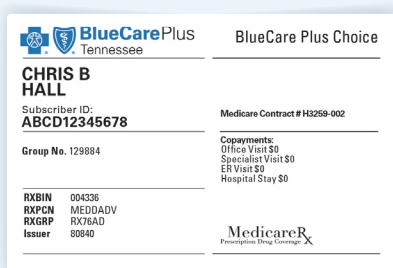 BlueCare Plus
Tennessee
BlueCare Plus Choice
CHRIS B
HALL
Subscriber ID:
ABCD12345678
Medicare Contract # H3259-002
Group No. 129884
Copayments:
Office Visit $0
Specialist Visit $0
ER Visit $0
Hospital Stay $0
RXBIN 004336
RXPCN MEDDADV
RXGRP RX76AD
Issuer 80840
MedicareRx
Prescription Drug Coverage